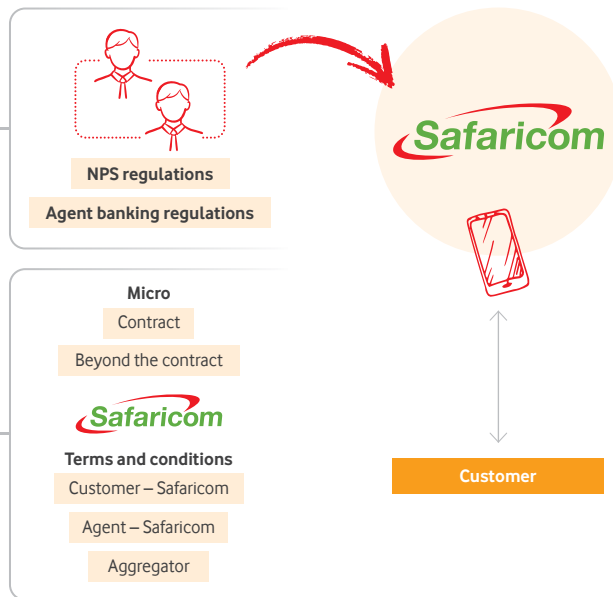 NPS regulations
Agent banking regulations
Safaricom
Micro
Contract
Beyond the contract
Safaricom
Terms and conditions
Customer – Safaricom
Agent – Safaricom
Aggregator
Customer